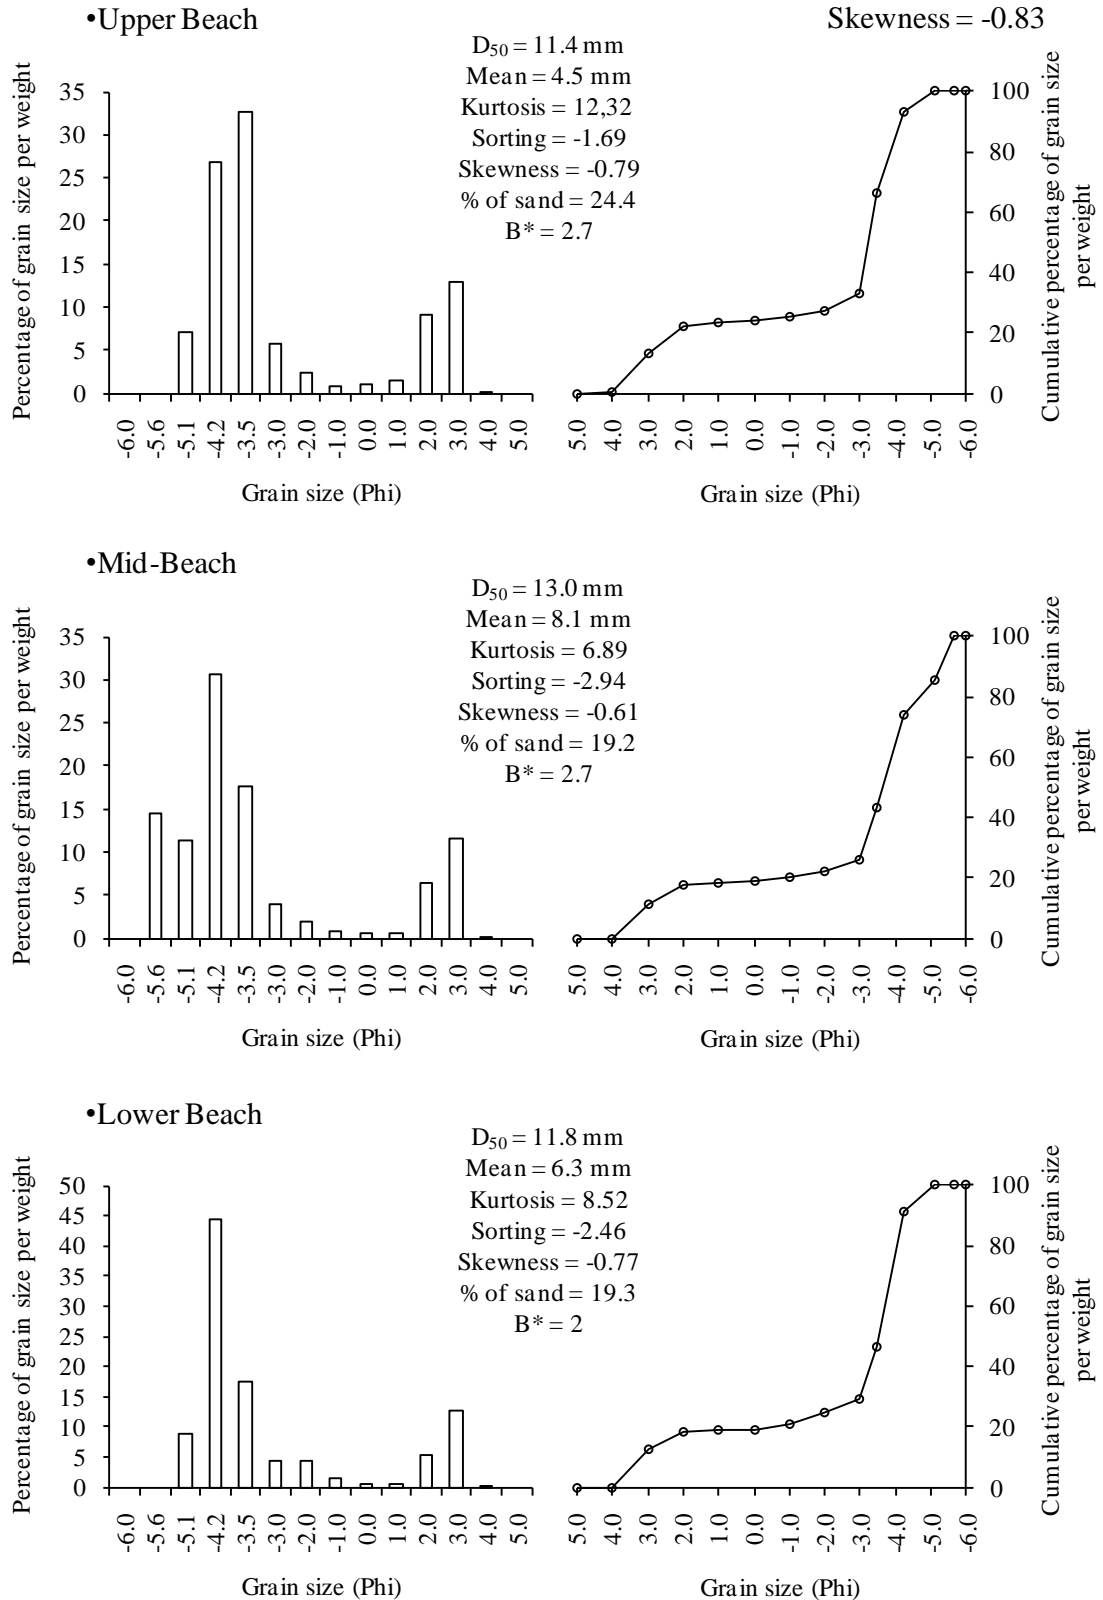 •Upper Beach
Skewness = -0.83
D50 = 11.4 mm
Mean = 4.5 mm
Kurtosis = 12,32
Sorting = -1.69
Skewness = -0.79
% of sand = 24.4
B* = 2.7
Percentage of grain size per weight
35
30
25
20
15
10
5
0
-6.0 -5.6 -5.1 -4.2 -3.5 -3.0 -2.0 -1.0 0.0 1.0 2.0 3.0 4.0 5.0
Grain size (Phi)
100
80
60
40
20
0
Cumulative percentage of grain size
per weight
5.0 4.0 3.0 2.0 1.0 0.0 -1.0 -2.0 -3.0 -4.0 -5.0 -6.0
Grain size (Phi)
•Mid-Beach
D50 = 13.0 mm
Mean = 8.1 mm
Kurtosis = 6.89
Sorting = -2.94
Skewness = -0.61
% of sand = 19.2
B* = 2.7
Percentage of grain size per weight
35
30
25
20
15
10
5
0
-6.0 -5.6 -5.1 -4.2 -3.5 -3.0 -2.0 -1.0 0.0 1.0 2.0 3.0 4.0 5.0
Grain size (Phi)
100
80
60
40
20
0
Cumulative percentage of grain size
per weight
5.0 4.0 3.0 2.0 1.0 0.0 -1.0 -2.0 -3.0 -4.0 -5.0 -6.0
Grain size (Phi)
•Lower Beach
D50 = 11.8 mm
Mean = 6.3 mm
Kurtosis = 8.52
Sorting = -2.46
Skewness = -0.77
% of sand = 19.3
B* = 2
Percentage of grain size per weight
50
45
40
35
30
25
20
15
10
5
0
-6.0 -5.6 -5.1 -4.2 -3.5 -3.0 -2.0 -1.0 0.0 1.0 2.0 3.0 4.0 5.0
Grain size (Phi)
100
80
60
40
20
0
Cumulative percentage of grain size
per weight
5.0 4.0 3.0 2.0 1.0 0.0 -1.0 -2.0 -3.0 -4.0 -5.0 -6.0
Grain size (Phi)